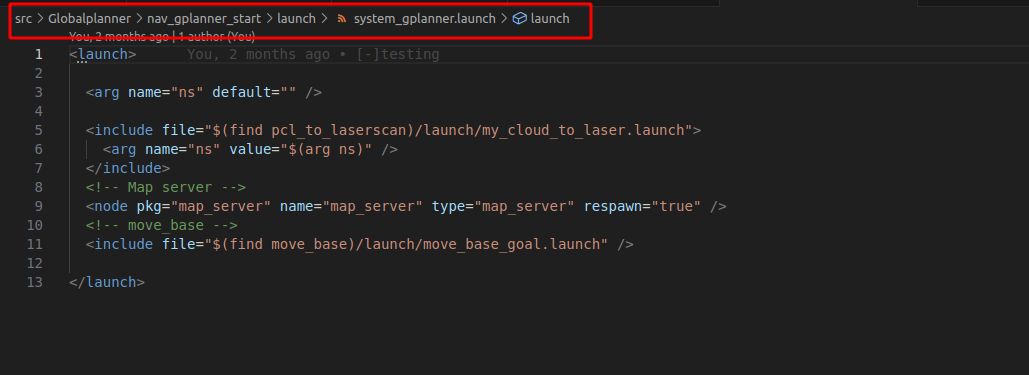 src > Globalplanner > nav_gplanner_start > launch > system_gplanner.launch > launch
You, 2 months ago | 1 author (You)
1 <launch> You, 2 months ago • [-]testing
2
3 <arg name="ns" default="" />
4
5 <include file="$(find pcl_to_laserscan)/launch/my_cloud_to_laser.launch">
6 <arg name="ns" value="$(arg ns)" />
7 </include>
8 <!-- Map server -->
9 <node pkg="map_server" name="map_server" type="map_server" respawn="true" />
10 <!-- move_base -->
11 <include file="$(find move_base)/launch/move_base_goal.launch" />
12
13 </launch>